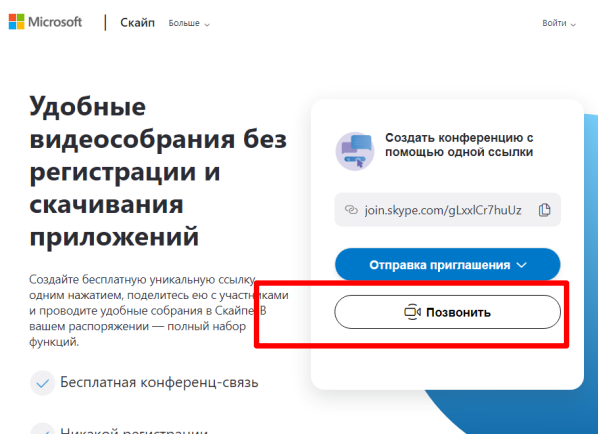 Microsoft
Скайп
Больше
Войти
Удобные
видеособрания без
регистрации и
скачивания
приложений
Создайте бесплатную уникальную ссылку
одним нажатием, поделитесь ею с участниками
и проводите удобные собрания в Скайпе. В
вашем распоряжении — полный набор
функций.
Бесплатная конференц-связь
Никакой регистрации
Создать конференцию с
помощью одной ссылки
join.skype.com/gLxxlCr7huUz
Отправка приглашения
Позвонить